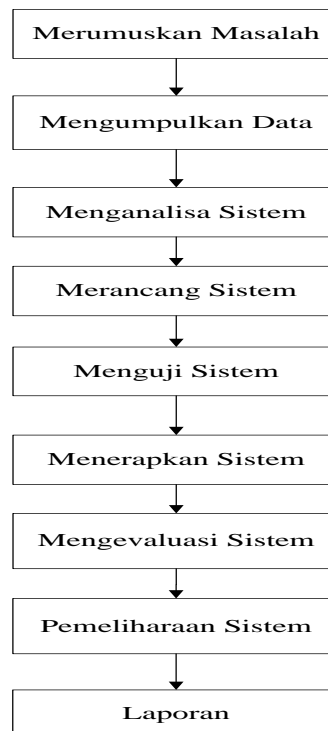 Merumuskan Masalah
Mengumpulkan Data
Menganalisa Sistem
Merancang Sistem
Menguji Sistem
Menerapkan Sistem
Mengevaluasi Sistem
Pemeliharaan Sistem
Laporan